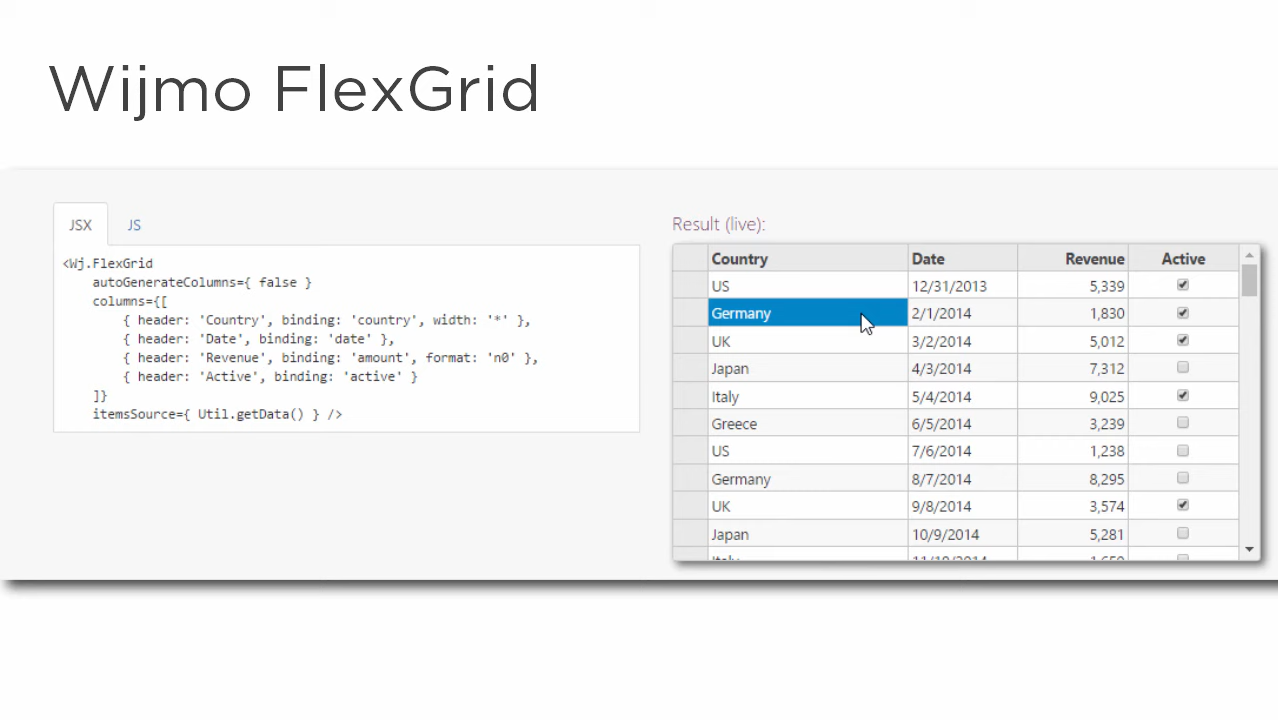 Wijmo FlexGrid
JSX JS
<Wj.FlexGrid
autoGenerateColumns={ false }
columns={[
{ header: 'Country', binding: 'country', width: '*' },
{ header: 'Date', binding: 'date' },
{ header: 'Revenue', binding: 'amount', format: 'n0' },
{ header: 'Active', binding: 'active' }
]}
itemsSource={ Util.getData() } />
Result (live):
Country Date Revenue Active
US 12/31/2013 5,339
Germany 2/1/2014 1,830
UK 3/2/2014 5,012
Japan 4/3/2014 7,312
Italy 5/4/2014 9,025
Greece 6/5/2014 3,239
US 7/6/2014 1,238
Germany 8/7/2014 8,295
UK 9/8/2014 3,574
Japan 10/9/2014 5,281